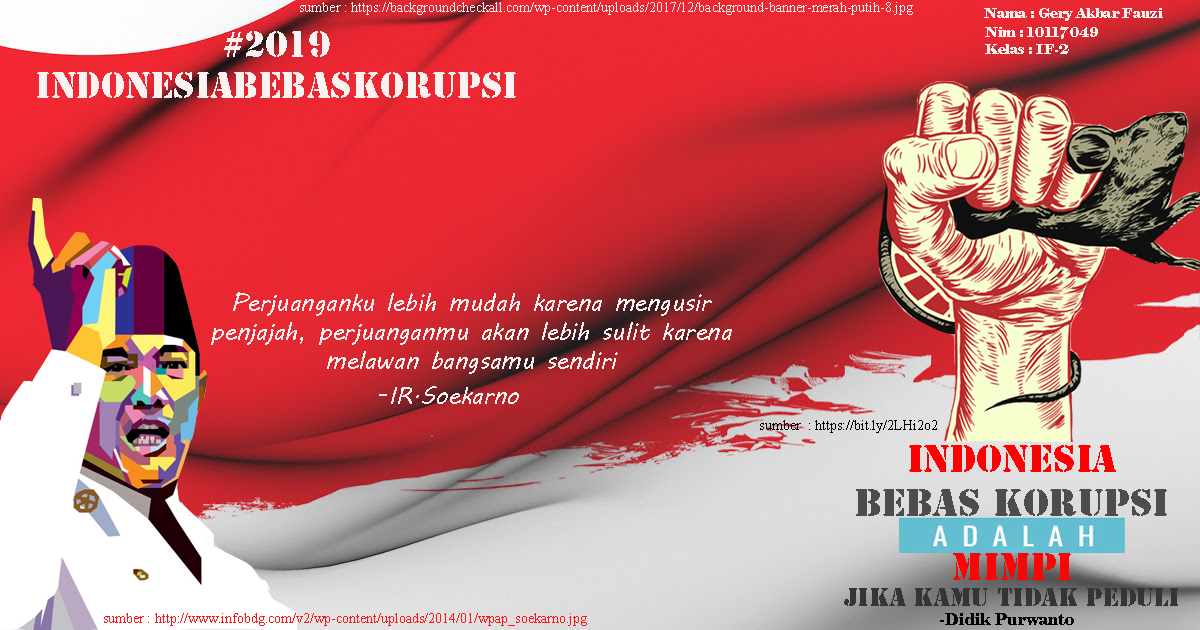 sumber : https://backgroundcheckall.com/wp-content/uploads/2017/12/background-banner-merah-putih-8.jpg
Nama : Gery Akbar Fauzi
Nim : 10117049
Kelas : IF-2
#2019
INDONESIABEBASKORUPSI
Perjuanganku lebih mudah karena mengusir
penjajah, perjuanganmu akan lebih sulit karena
melawan bangsamu sendiri
-IR.Soekarno
sumber : https://bit.ly/2LHi2o2
INDONESIA
BEBAS KORUPSI
ADALAH
MIMPI
JIKA KAMU TIDAK PEDULI
-Didik Purwanto
sumber : http://www.infobdg.com/v2/wp-content/uploads/2014/01/wpap_soekarno.jpg